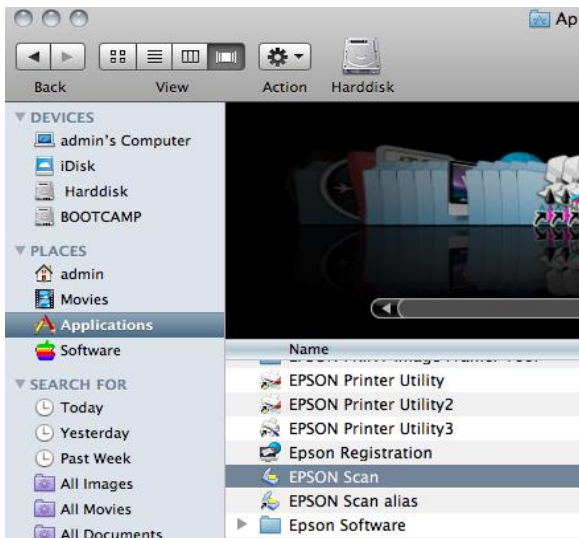 Ap
Back View Action Harddisk
DEVICES
admin's Computer
iDisk
Harddisk
BOOTCAMP
PLACES
admin
Movies
Applications
Software
SEARCH FOR
Today
Yesterday
Past Week
All Images
All Movies
All Documents
Name
EPSON Printer Utility
EPSON Printer Utility2
EPSON Printer Utility3
Epson Registration
EPSON Scan
EPSON Scan alias
Epson Software